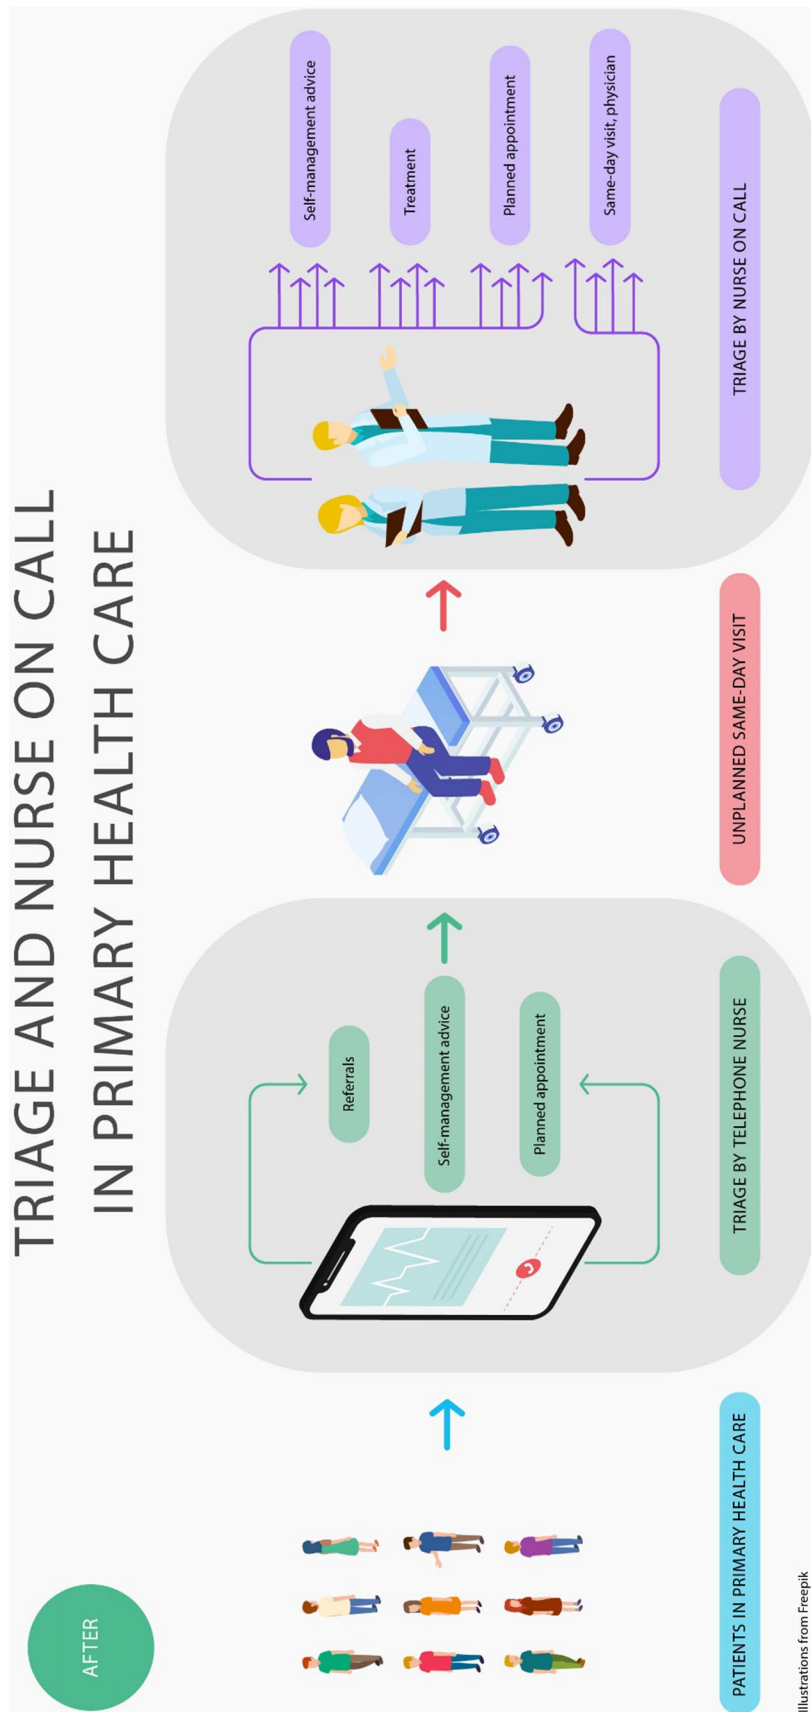 TRIAGE AND NURSE ON CALL
IN PRIMARY HEALTH CARE
AFTER
Referrals
Self-management advice
Planned appointment
Self-management advice
Treatment
Planned appointment
Same-day visit, physician
PATIENTS IN PRIMARY HEALTH CARE
TRIAGE BY TELEPHONE NURSE
UNPLANNED SAME-DAY VISIT
TRIAGE BY NURSE ON CALL
Illustrations from Freepik